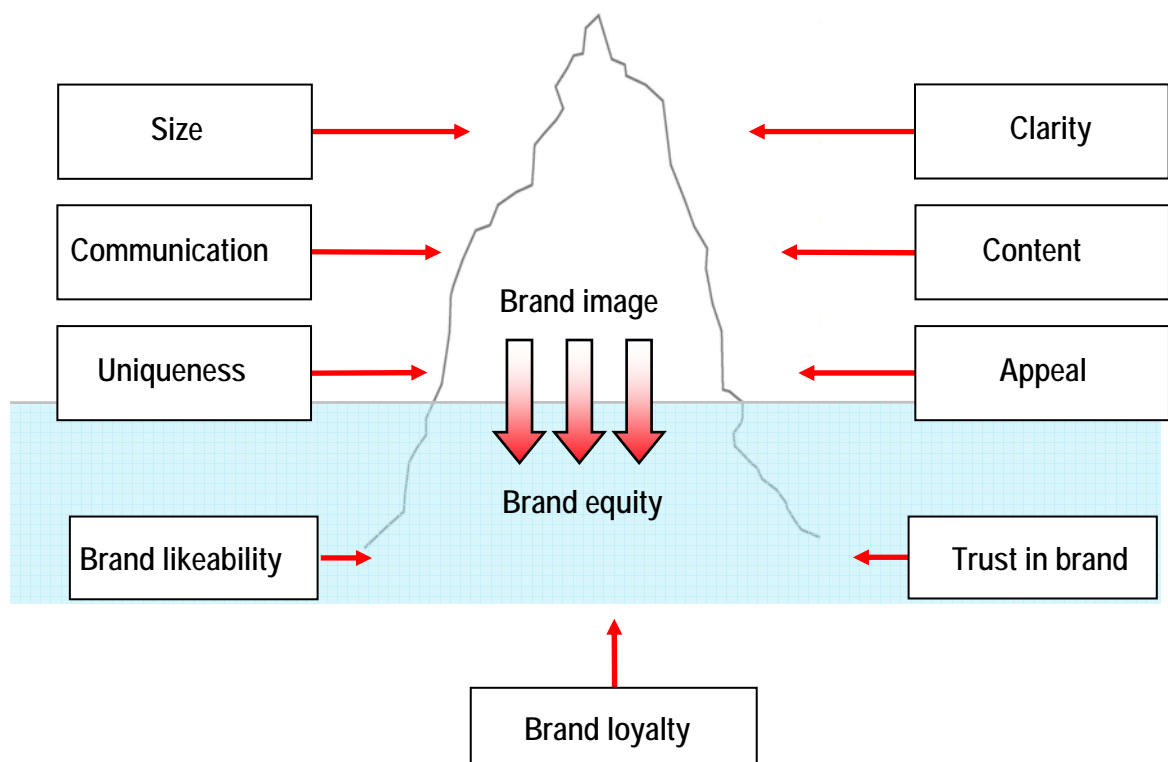 Size
Clarity
Communication
Content
Brand image
Uniqueness
Appeal
Brand equity
Brand likeability
Trust in brand
Brand loyalty